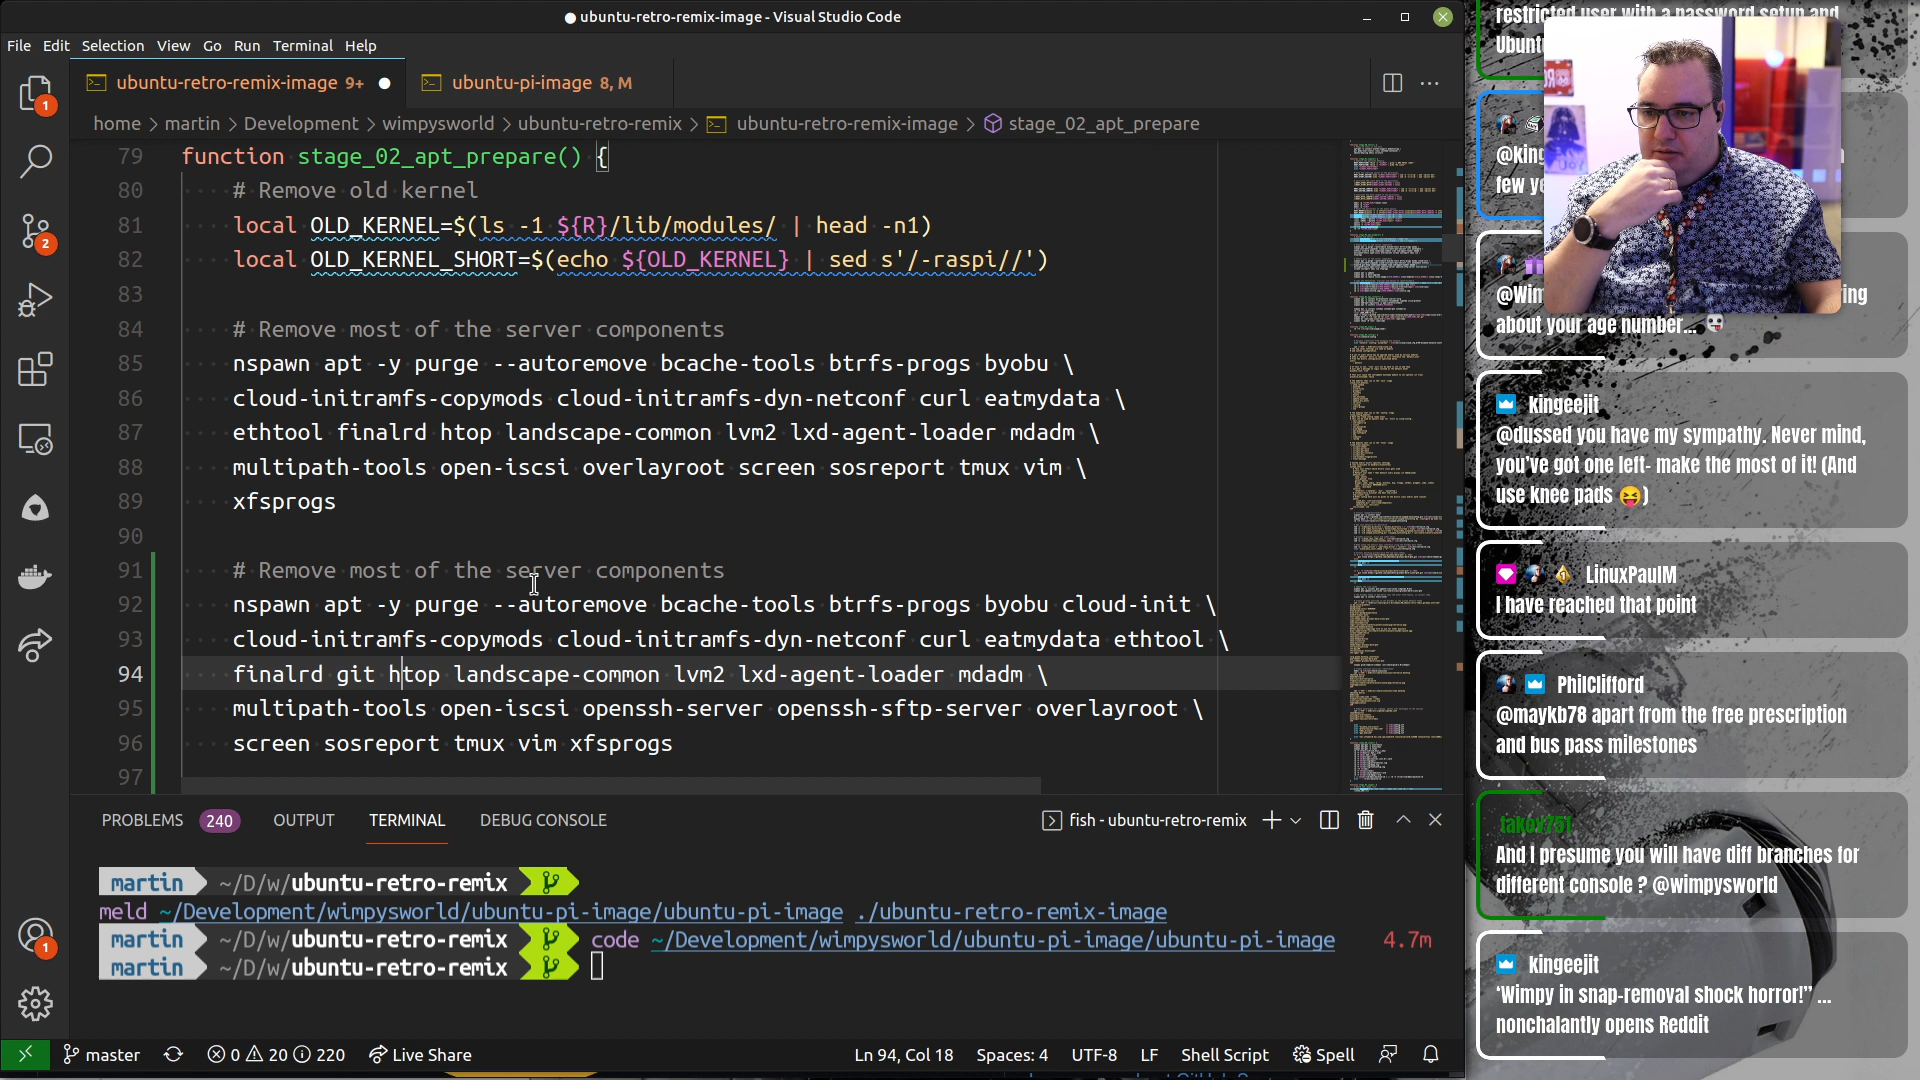 ● ubuntu-retro-remix-image - Visual Studio Code
File Edit Selection View Go Run Terminal Help
ubuntu-retro-remix-image 9+ ●
ubuntu-pi-image 8, M
home > martin > Development > wimpysworld > ubuntu-retro-remix > ubuntu-retro-remix-image > stage_02_apt_prepare
79 function stage_02_apt_prepare() {
80 # Remove old kernel
81 local OLD_KERNEL=$(ls -1 ${R}/lib/modules/ | head -n1)
82 local OLD_KERNEL_SHORT=$(echo ${OLD_KERNEL} | sed s'/-raspi//')
83
84 # Remove most of the server components
85 nspawn apt -y purge --autoremove bcache-tools btrfs-progs byobu \
86 cloud-initramfs-copymods cloud-initramfs-dyn-netconf curl eatmydata \
87 ethtool finalrd htop landscape-common lvm2 lxd-agent-loader mdadm \
88 multipath-tools open-iscsi overlayroot screen sosreport tmux vim \
89 xfsprogs
90
91 # Remove most of the server components
92 nspawn apt -y purge --autoremove bcache-tools btrfs-progs byobu cloud-init \
93 cloud-initramfs-copymods cloud-initramfs-dyn-netconf curl eatmydata ethtool \
94 finalrd git htop landscape-common lvm2 lxd-agent-loader mdadm \
95 multipath-tools open-iscsi openssh-server openssh-sftp-server overlayroot \
96 screen sosreport tmux vim xfsprogs
97
1
2
1
PROBLEMS 240 OUTPUT TERMINAL DEBUG CONSOLE
fish - ubuntu-retro-remix
martin ~/D/w/ubuntu-retro-remix
meld ~/Development/wimpysworld/ubuntu-pi-image/ubuntu-pi-image ./ubuntu-retro-remix-image
martin ~/D/w/ubuntu-retro-remix code ~/Development/wimpysworld/ubuntu-pi-image/ubuntu-pi-image 4.7m
martin ~/D/w/ubuntu-retro-remix
master 0 20 220 Live Share
Ln 94, Col 18 Spaces: 4 UTF-8 LF Shell Script Spell
restricted user with a password setup and
@king
few
@Wim
ing
about your age number...
kingeejit
@dussed you have my sympathy. Never mind,
you've got one left- make the most of it! (And
use knee pads 😝)
LinuxPaulM
I have reached that point
PhilClifford
@maykb78 apart from the free prescription
and bus pass milestones
takov751
And I presume you will have diff branches for
different console ? @wimpysworld
kingeejit
‘Wimpy in snap-removal shock horror!” ...
nonchalantly opens Reddit